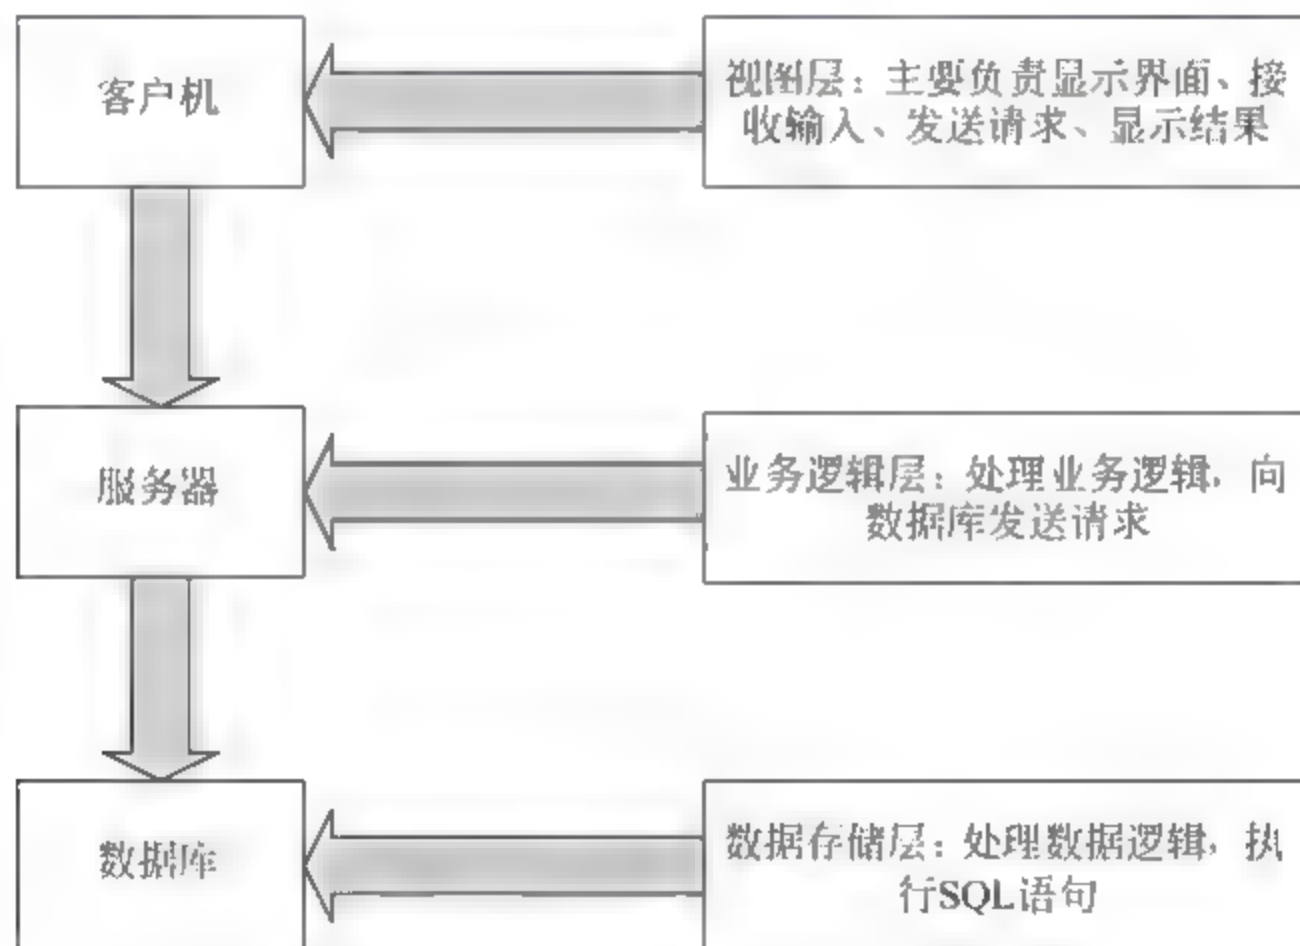 客户机
视图层：主要负责显示界面、接
收输入、发送请求、显示结果
服务器
业务逻辑层：处理业务逻辑，向
数据库发送请求
数据库
数据存储层：处理数据逻辑，执
行SQL语句